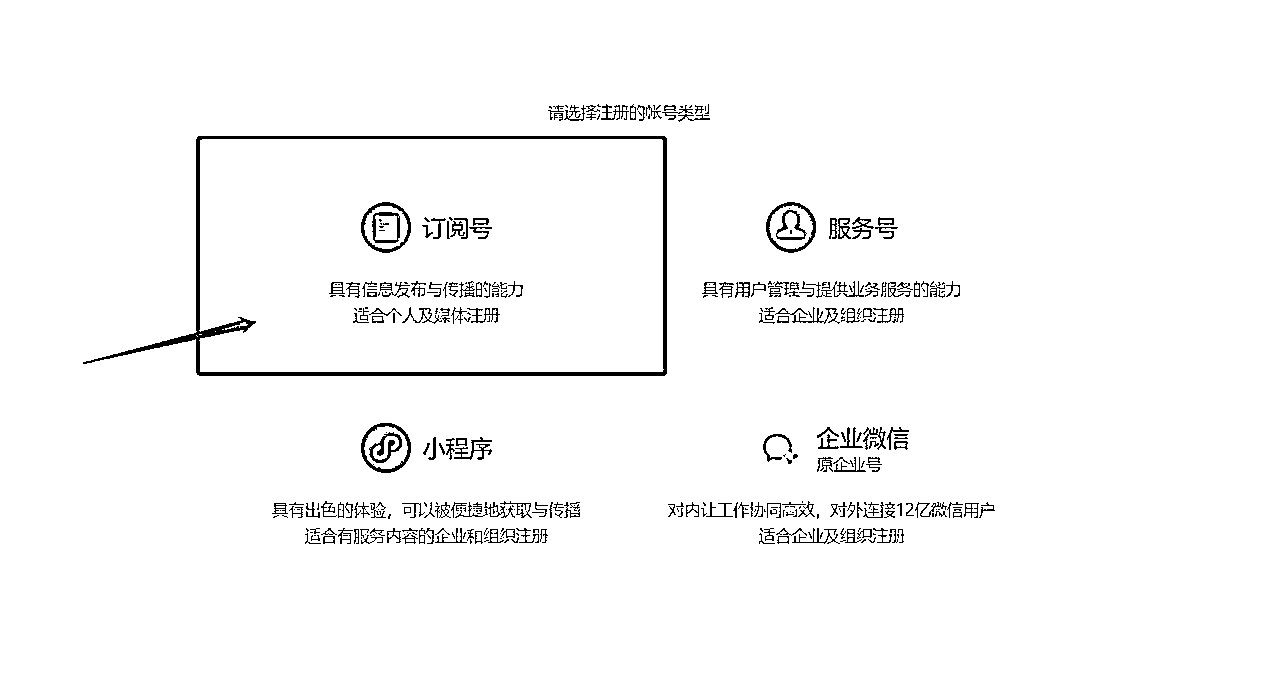 请选择注册的帐号类型
订阅号
具有信息发布与传播的能力
适合个人及媒体注册
服务号
具有用户管理与提供业务服务的能力
适合企业及组织注册
小程序
具有出色的体验，可以被便捷地获取与传播
适合有服务内容的企业和组织注册
企业微信
原企业号
对内让工作协同高效，对外连接12亿微信用户
适合企业及组织注册